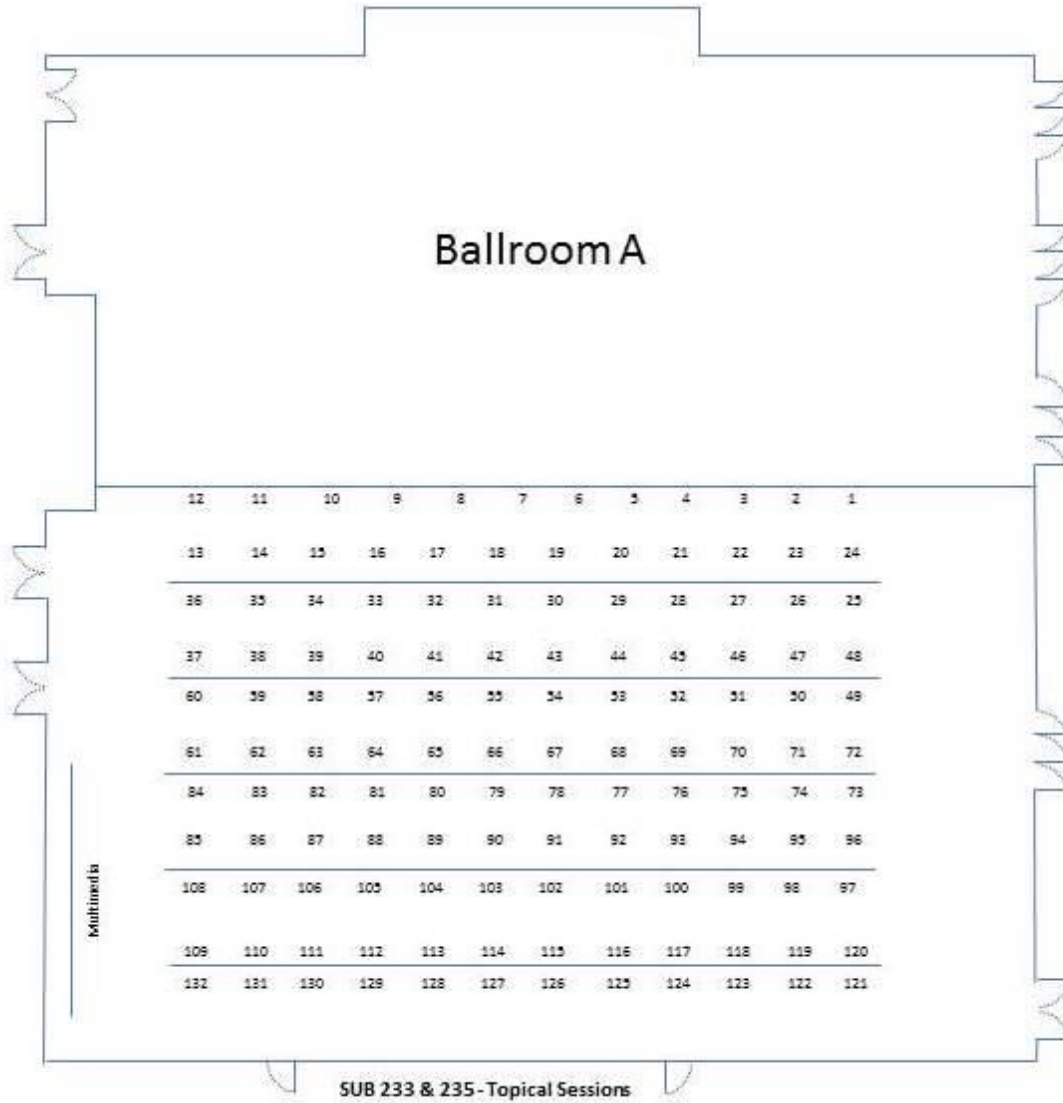 Ballroom A
12 11 10 9 8 7 6 5 4 3 2 1
13 14 15 16 17 18 19 20 21 22 23 24
36 35 34 33 32 31 30 29 28 27 26 25
37 38 39 40 41 42 43 44 45 46 47 48
60 59 58 57 56 55 54 53 52 51 50 49
61 62 63 64 65 66 67 68 69 70 71 72
84 83 82 81 80 79 78 77 76 75 74 73
85 86 87 88 89 90 91 92 93 94 95 96
108 107 106 105 104 103 102 101 100 99 98 97
109 110 111 112 113 114 115 116 117 118 119 120
132 131 130 129 128 127 126 125 124 123 122 121
Multimedia
SUB 233 & 235 - Topical Sessions